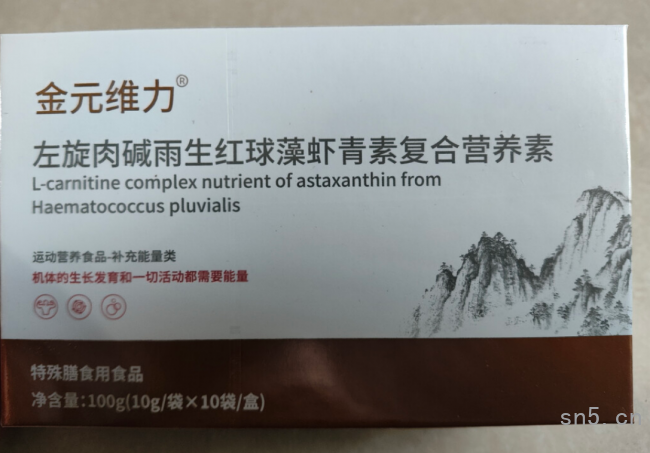 金元维力®
左旋肉碱雨生红球藻虾青素复合营养素
L-carnitine complex nutrient of astaxanthin from
Haematococcus pluvialis
运动营养食品-补充能量类
机体的生长发育和一切活动都需要能量
特殊膳食用食品
净含量:100g(10g/袋×10袋/盒)
sn5.cn